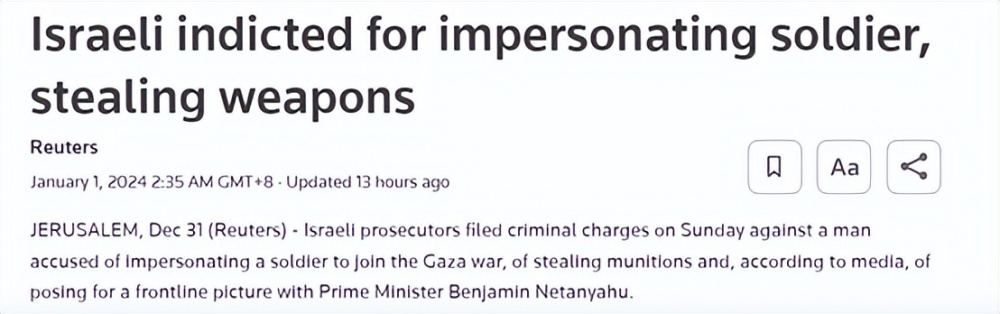 Israeli indicted for impersonating soldier,
stealing weapons
Reuters
January 1, 2024 2:35 AM GMT+8 · Updated 13 hours ago
Aa
JERUSALEM, Dec 31 (Reuters) - Israeli prosecutors filed criminal charges on Sunday against a man
accused of impersonating a soldier to join the Gaza war, of stealing munitions and, according to media, of
posing for a frontline picture with Prime Minister Benjamin Netanyahu.